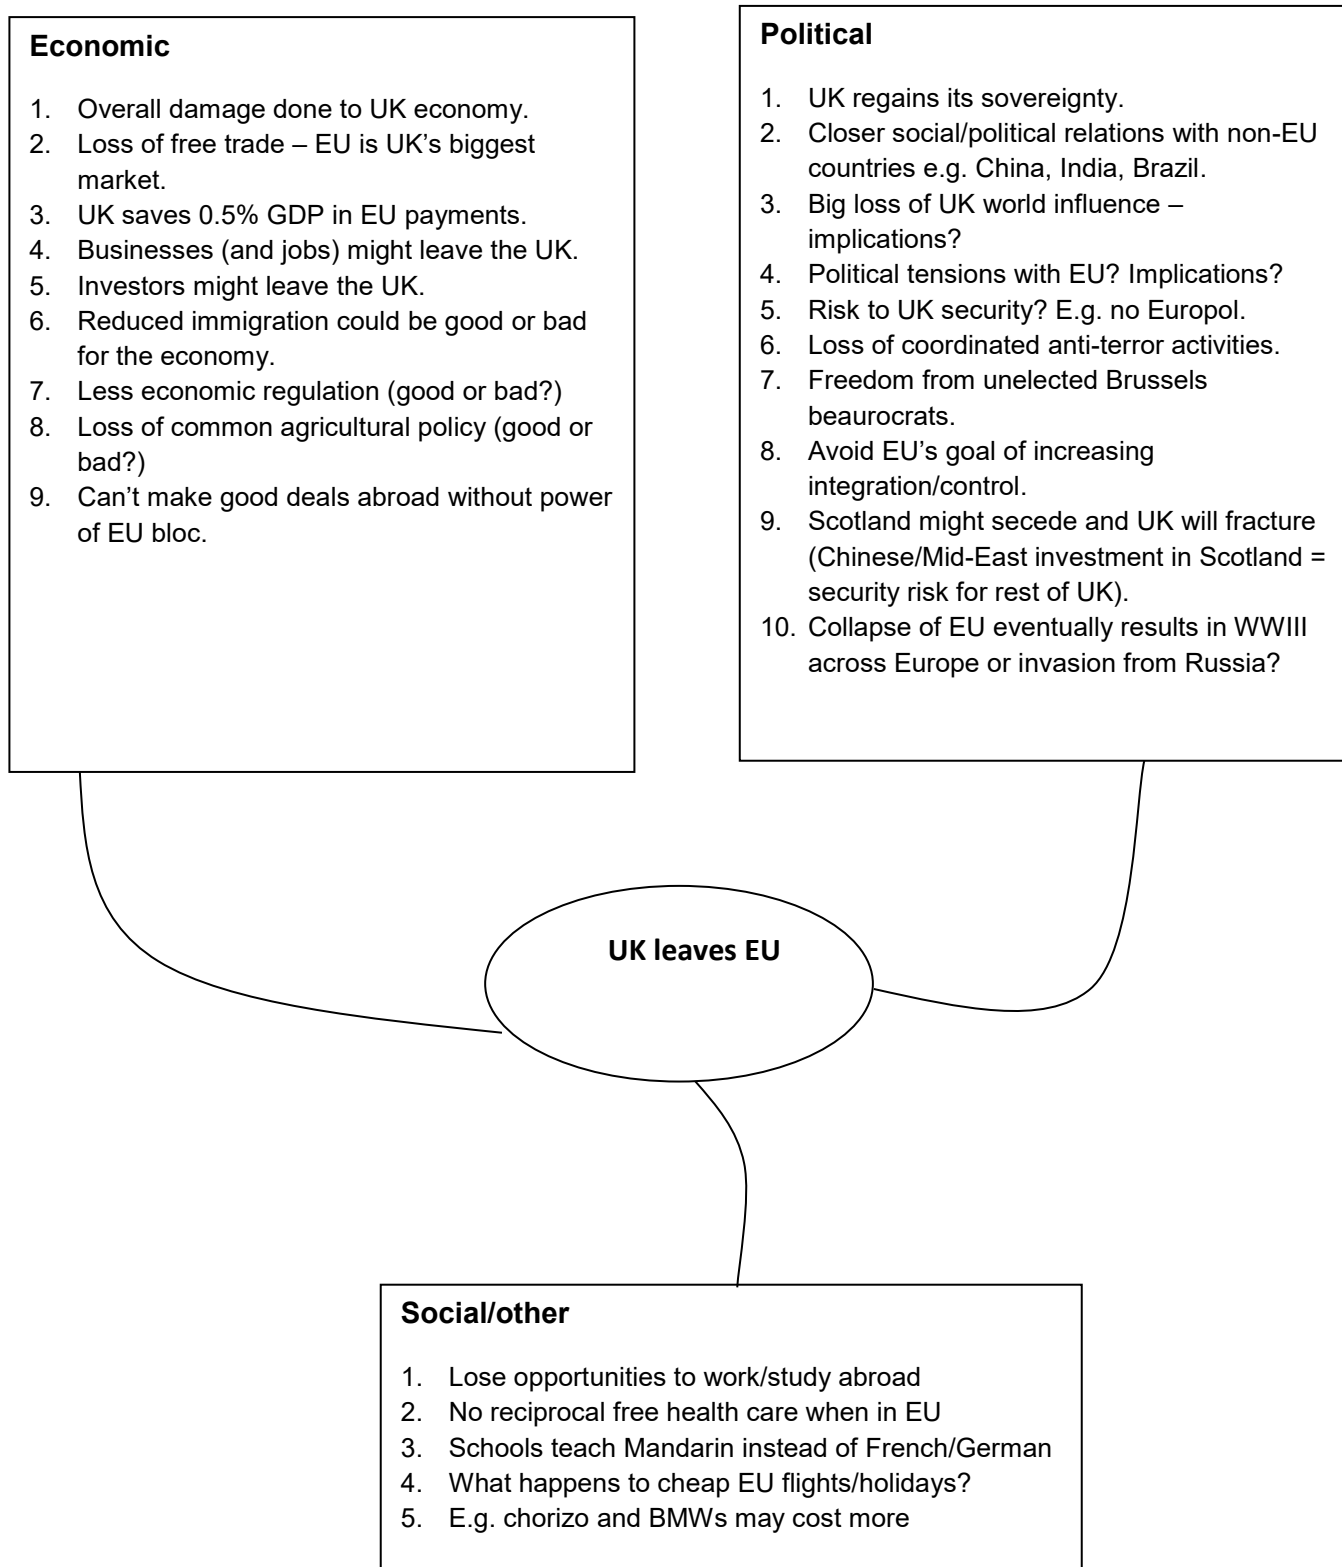 Economic
1. Overall damage done to UK economy.
2. Loss of free trade – EU is UK’s biggest
market.
3. UK saves 0.5% GDP in EU payments.
4. Businesses (and jobs) might leave the UK.
5. Investors might leave the UK.
6. Reduced immigration could be good or bad
for the economy.
7. Less economic regulation (good or bad?)
8. Loss of common agricultural policy (good or
bad?)
9. Can’t make good deals abroad without power
of EU bloc.
Political
1. UK regains its sovereignty.
2. Closer social/political relations with non-EU
countries e.g. China, India, Brazil.
3. Big loss of UK world influence –
implications?
4. Political tensions with EU? Implications?
5. Risk to UK security? E.g. no Europol.
6. Loss of coordinated anti-terror activities.
7. Freedom from unelected Brussels
beaurocrats.
8. Avoid EU’s goal of increasing
integration/control.
9. Scotland might secede and UK will fracture
(Chinese/Mid-East investment in Scotland =
security risk for rest of UK).
10. Collapse of EU eventually results in WWIII
across Europe or invasion from Russia?
UK leaves EU
Social/other
1. Lose opportunities to work/study abroad
2. No reciprocal free health care when in EU
3. Schools teach Mandarin instead of French/German
4. What happens to cheap EU flights/holidays?
5. E.g. chorizo and BMWs may cost more